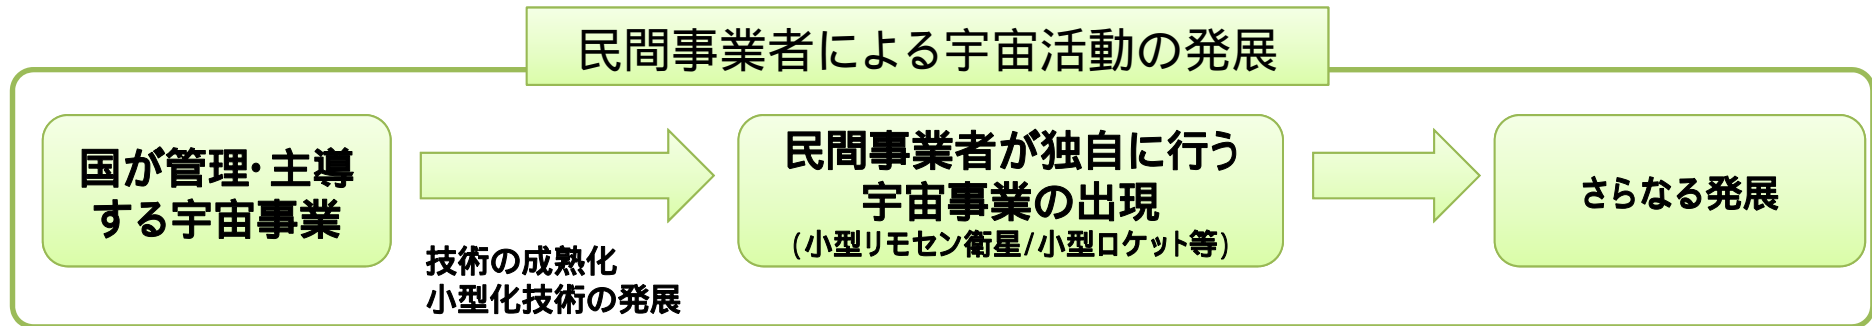 民間事業者による宇宙活動の発展
国が管理・主導
する宇宙事業
技術の成熟化
小型化技術の発展
民間事業者が独自に行う
宇宙事業の出現
(小型リモセン衛星/小型ロケット等)
さらなる発展